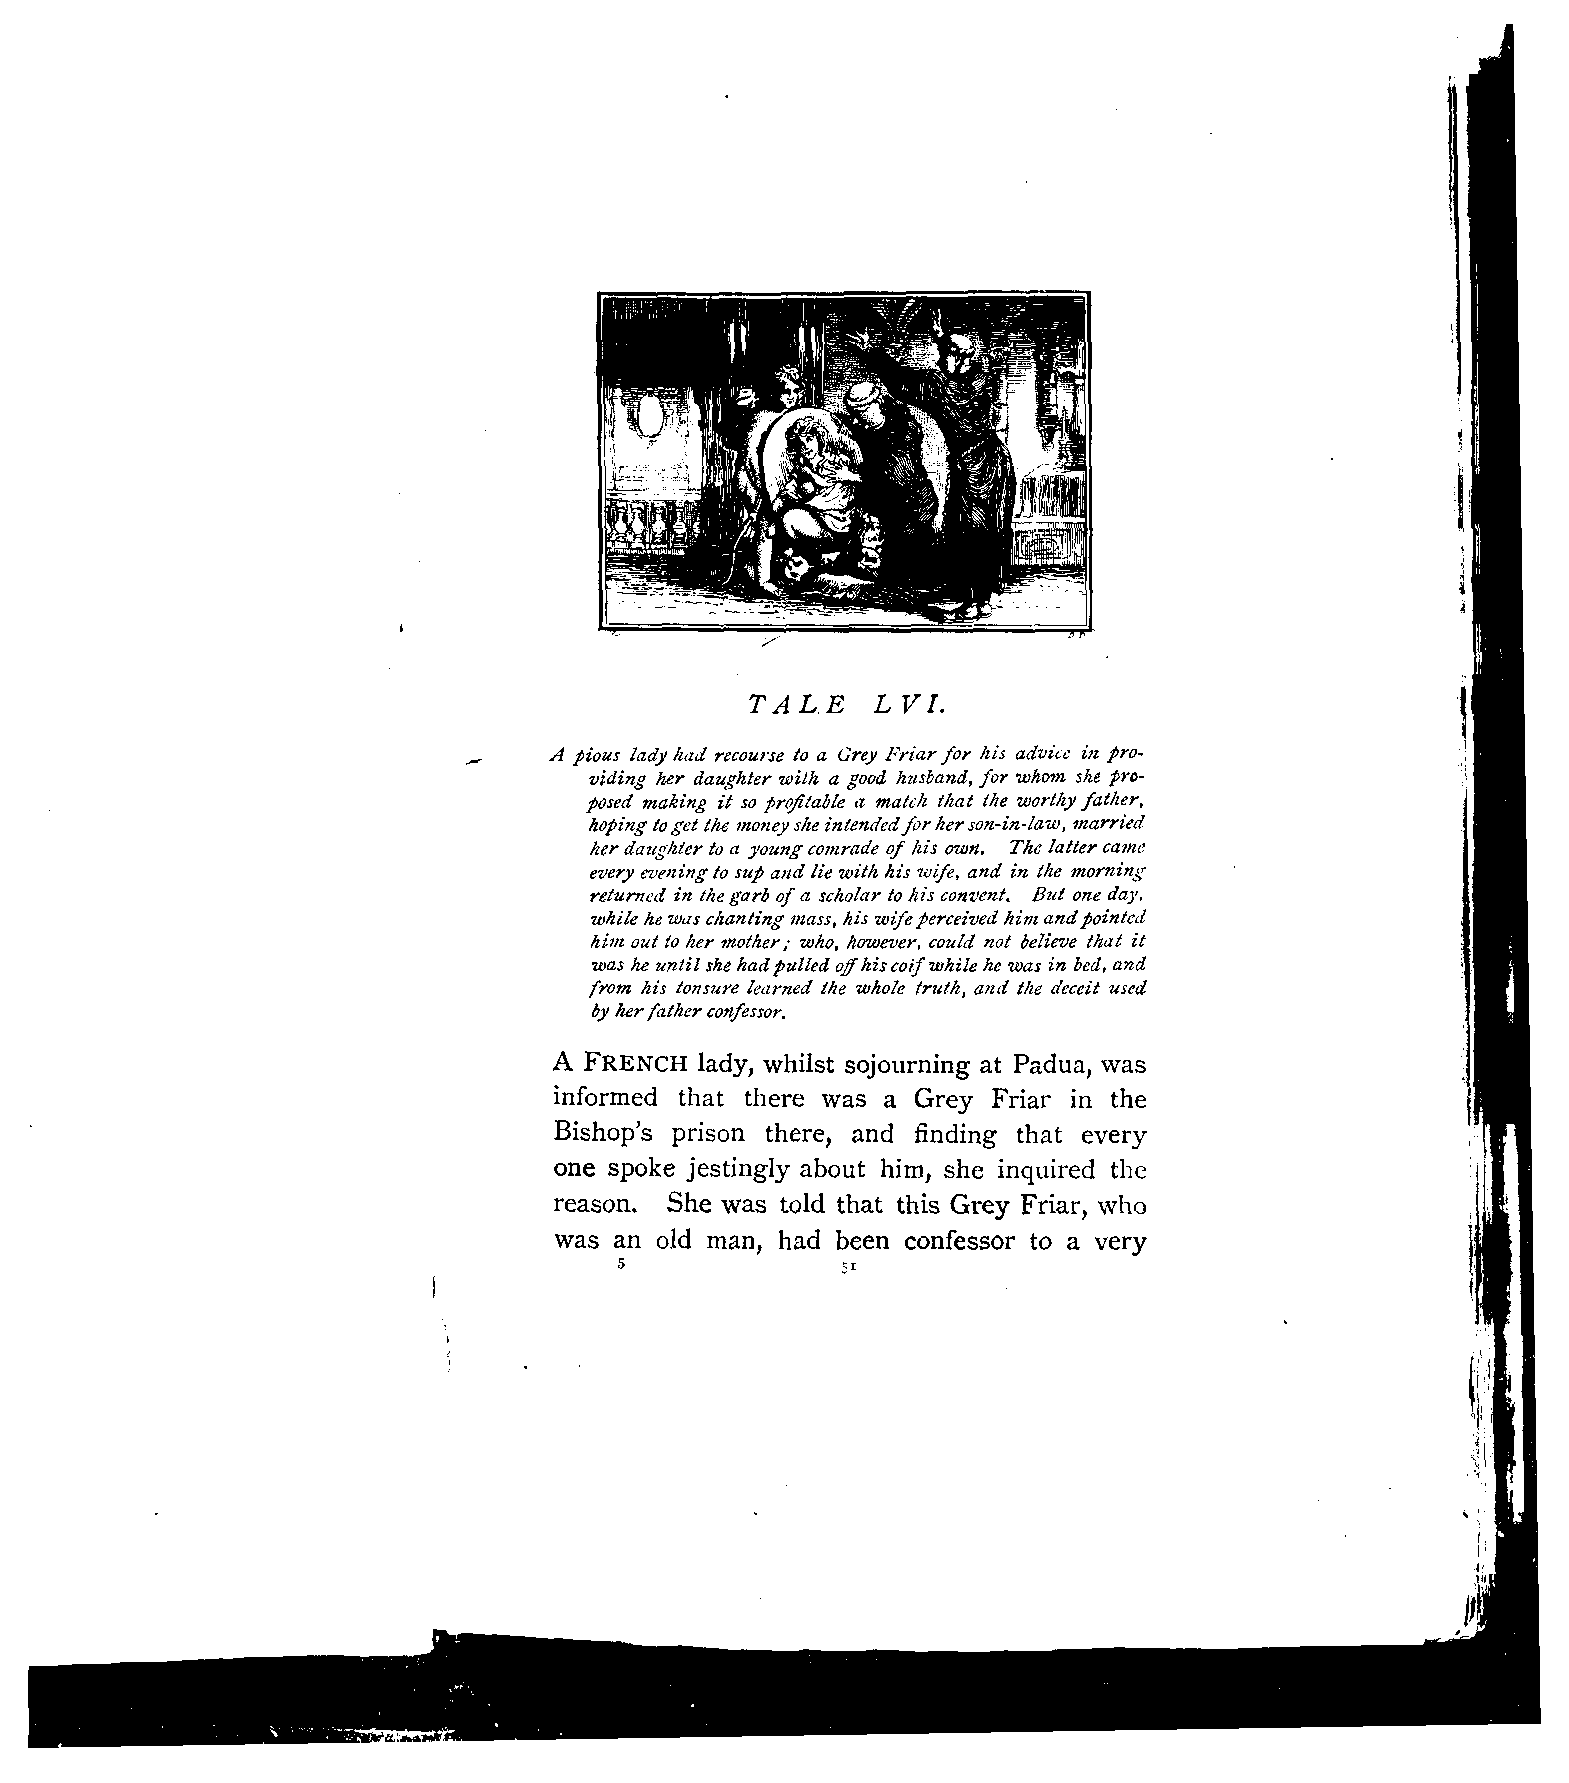 TALE LVI.
A pious lady had recourse to a Grey Friar for his advice in pro-
viding her daughter with a good husband, for whom she pro-
posed making it so profitable a match that the worthy father,
hoping to get the money she intended for her son-in-law, married
her daughter to a young comrade of his own. The latter came
every evening to sup and lie with his wife, and in the morning
returned in the garb of a scholar to his convent. But one day,
while he was chanting mass, his wife perceived him and pointed
him out to her mother; who, however, could not believe that it
was he until she had pulled off his coif while he was in bed, and
from his tonsure learned the whole truth, and the deceit used
by her father confessor.
A FRENCH lady, whilst sojourning at Padua, was
informed that there was a Grey Friar in the
Bishop's prison there, and finding that every
one spoke jestingly about him, she inquired the
reason. She was told that this Grey Friar, who
was an old man, had been confessor to a very
5 51